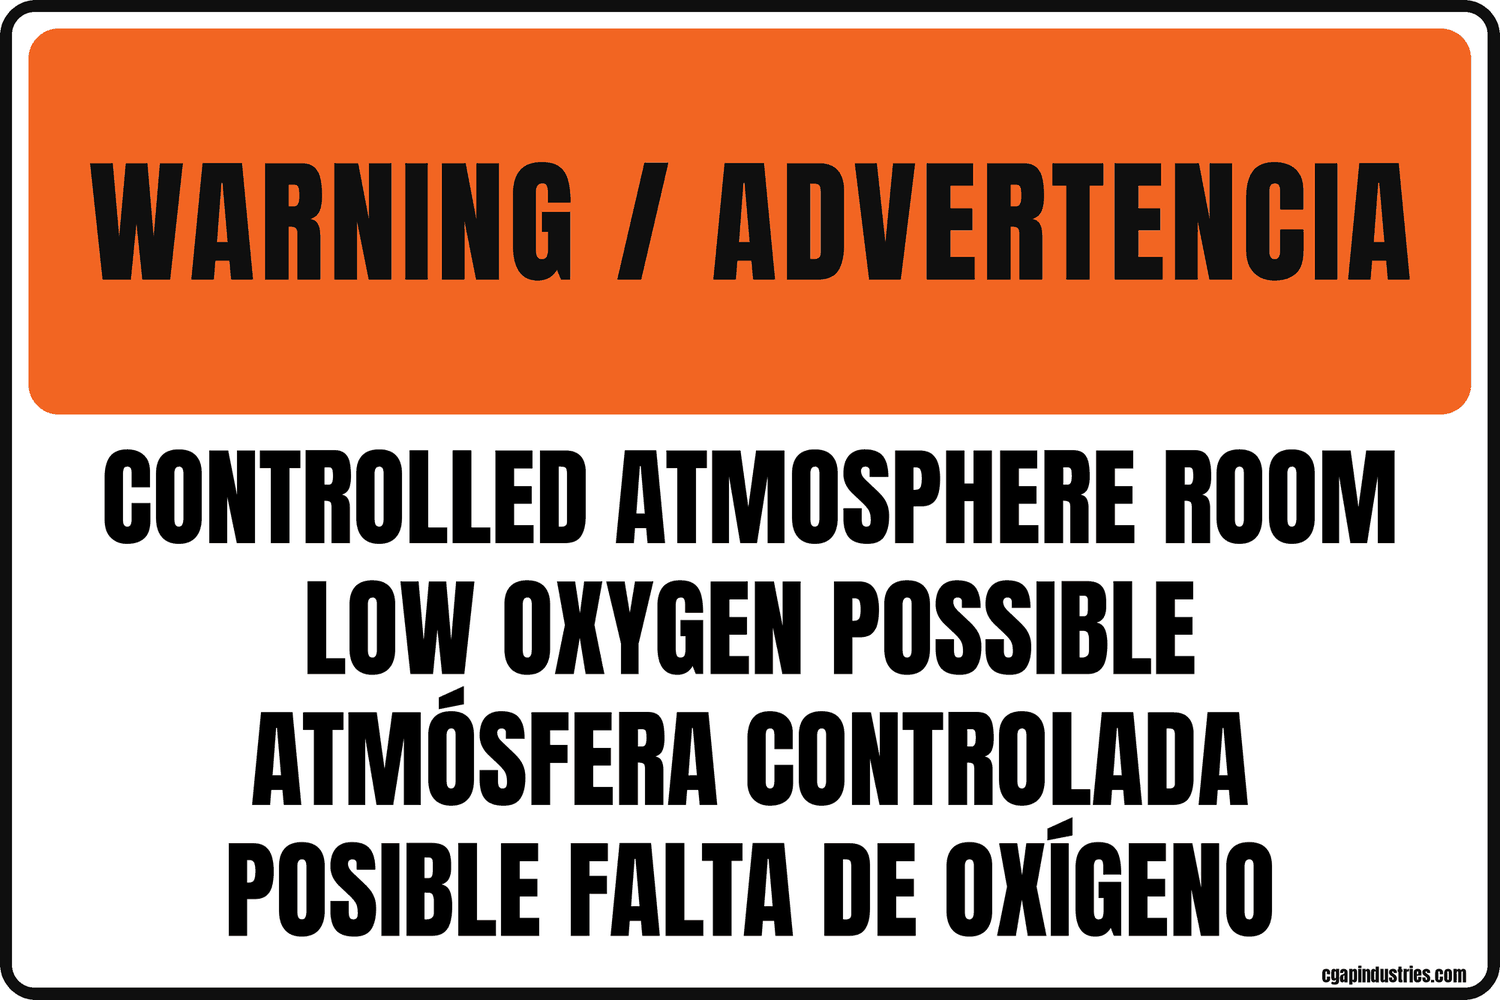 WARNING / ADVERTENCIA
CONTROLLED ATMOSPHERE ROOM
LOW OXYGEN POSSIBLE
ATMÓSFERA CONTROLADA
POSIBLE FALTA DE OXÍGENO
cgapindustries.com